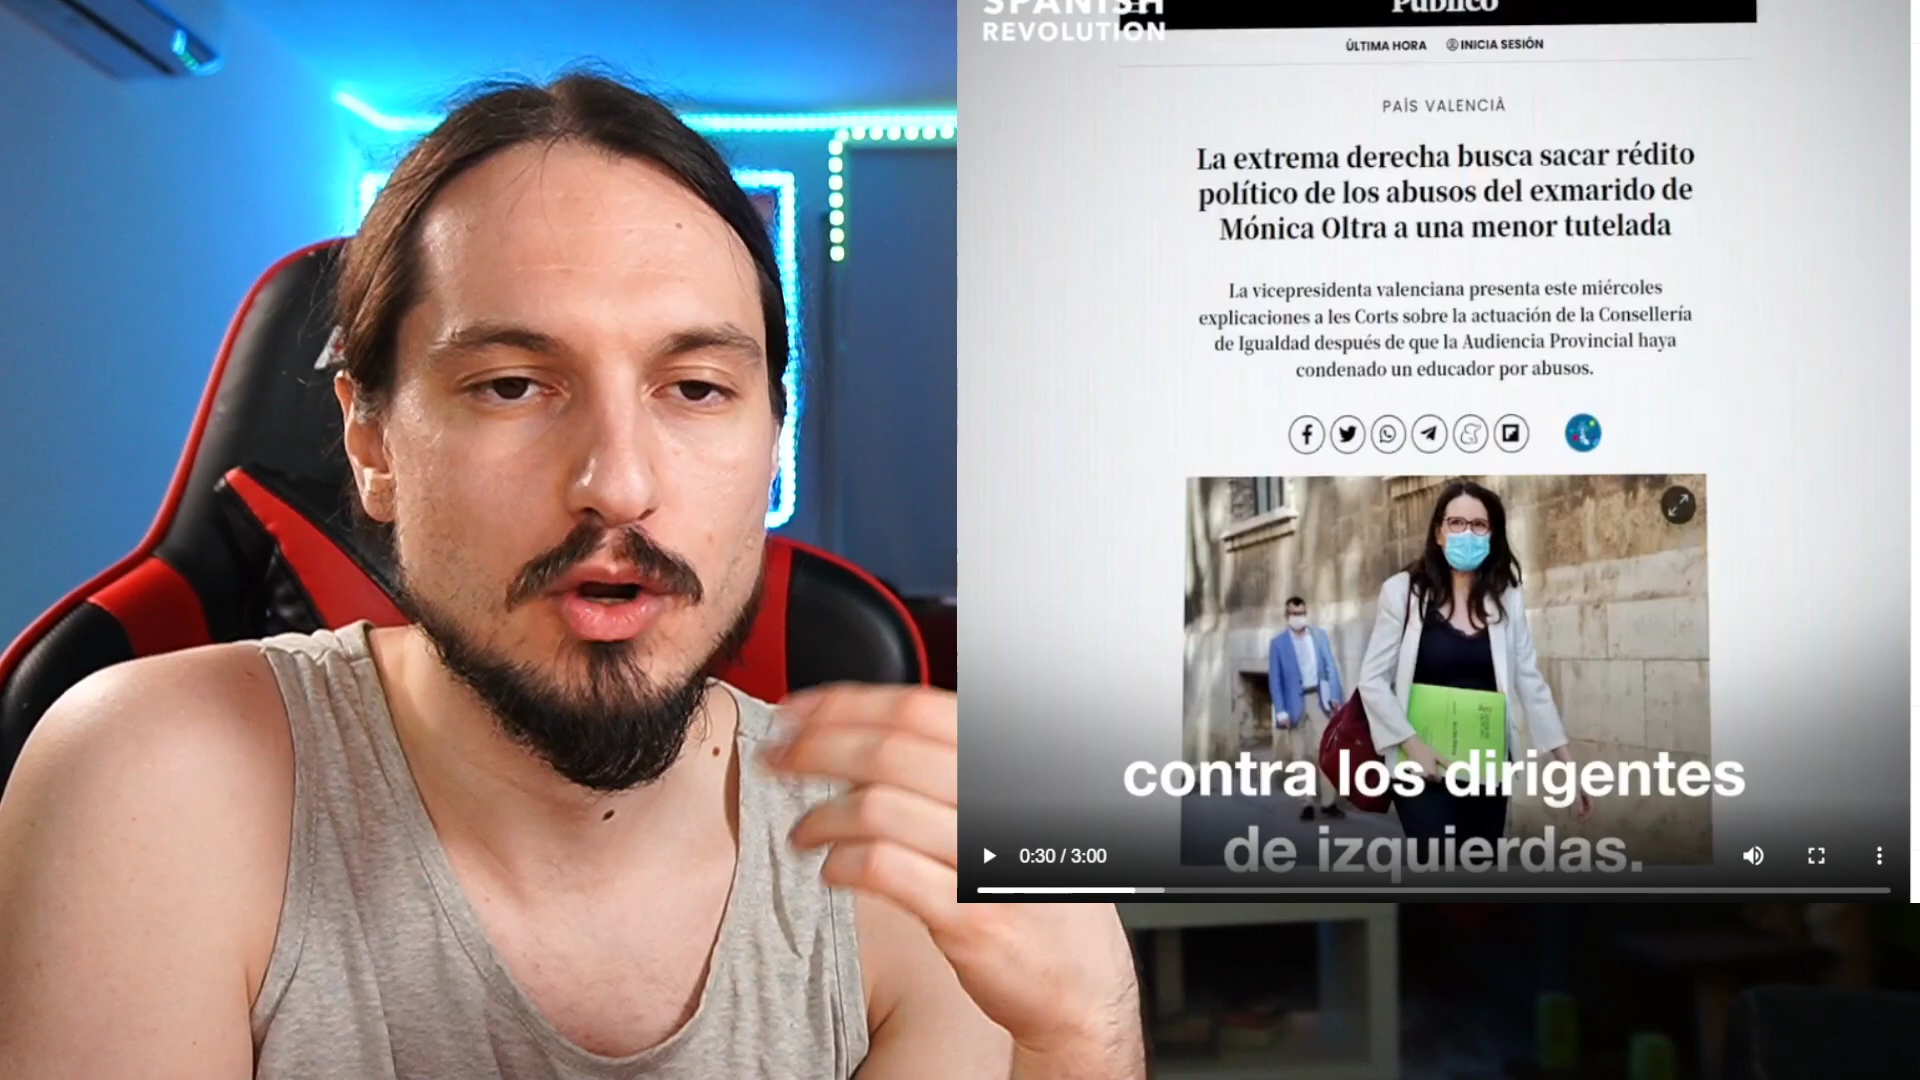 SPANISH
REVOLUTION
Público
ÚLTIMA HORA
INICIA SESIÓN
PAÍS VALENCIÀ
La extrema derecha busca sacar rédito
político de los abusos del exmarido de
Mónica Oltra a una menor tutelada
La vicepresidenta valenciana presenta este miércoles
explicaciones a les Corts sobre la actuación de la Consellería
de Igualdad después de que la Audiencia Provincial haya
condenado un educador por abusos.
contra los dirigentes
de izquierdas.
0:30 / 3:00